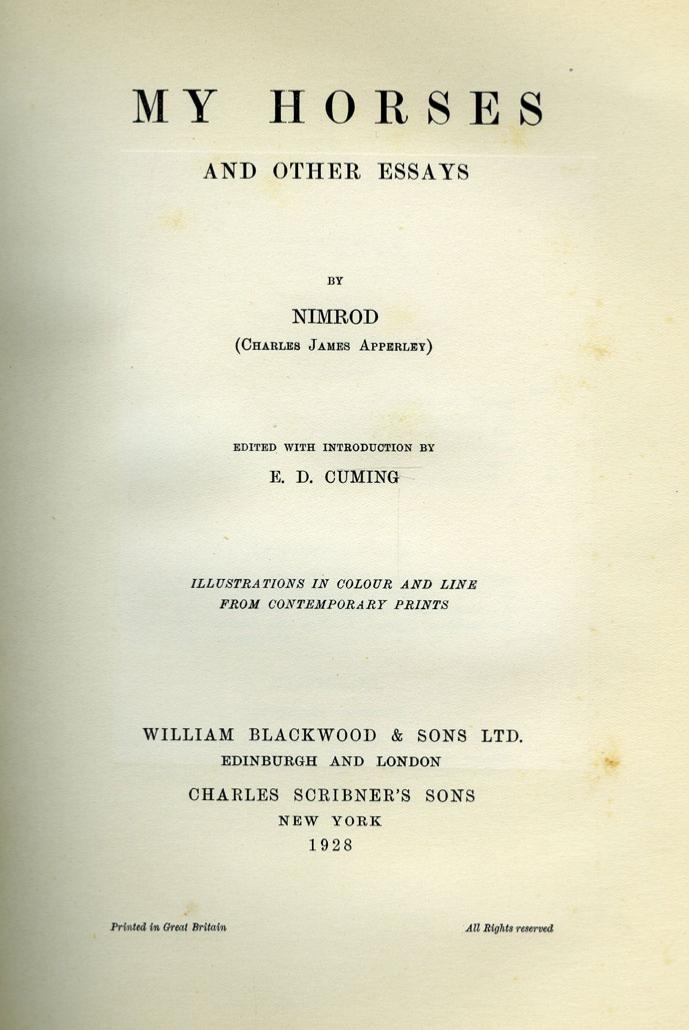 MY HORSES
AND OTHER ESSAYS
BY
NIMROD
(CHARLES JAMES APPERLEY)
EDITED WITH INTRODUCTION BY
E. D. CUMING
ILLUSTRATIONS IN COLOUR AND LINE
FROM CONTEMPORARY PRINTS
WILLIAM BLACKWOOD & SONS LTD.
EDINBURGH AND LONDON
CHARLES SCRIBNER'S SONS
NEW YORK
1928
Printed in Great Britain
All Rights reserved